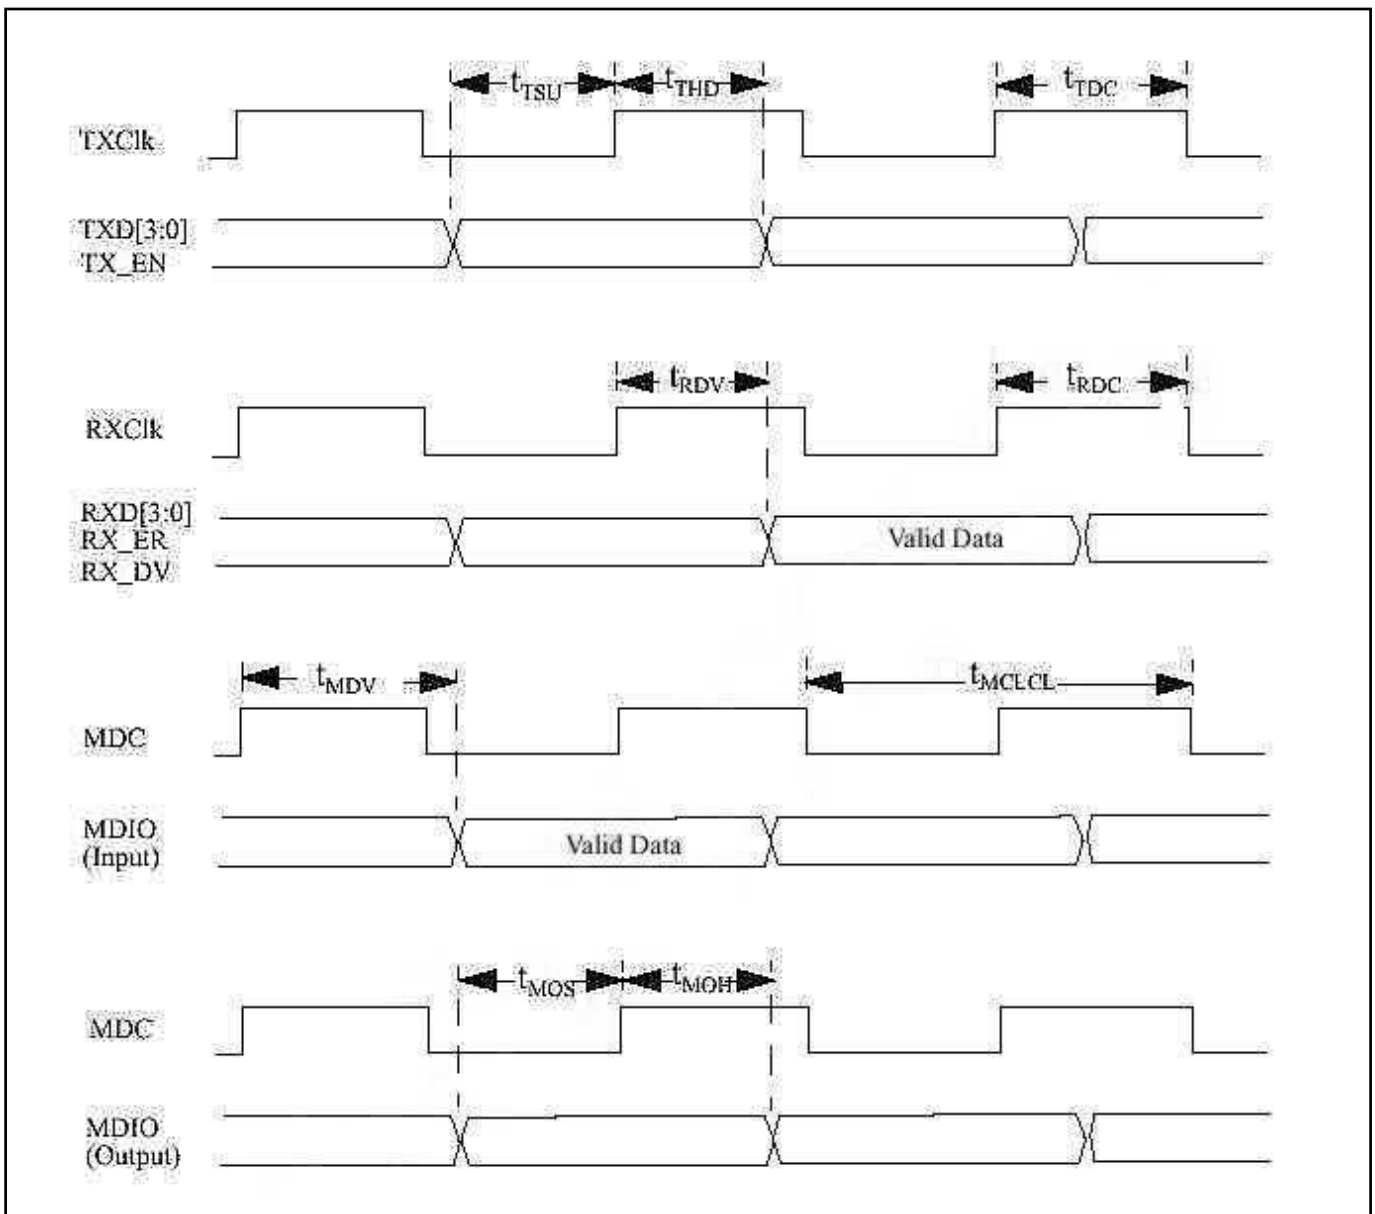 tTSU tTHD tTDC
TXClk
TXD[3:0]
TX_EN
tRDV tRDC
RXClk
RXD[3:0]
RX_ER
RX_DV
Valid Data
tMDV tMCLCL
MDC
MDIO
(Input)
Valid Data
tMOS tMOH
MDC
MDIO
(Output)